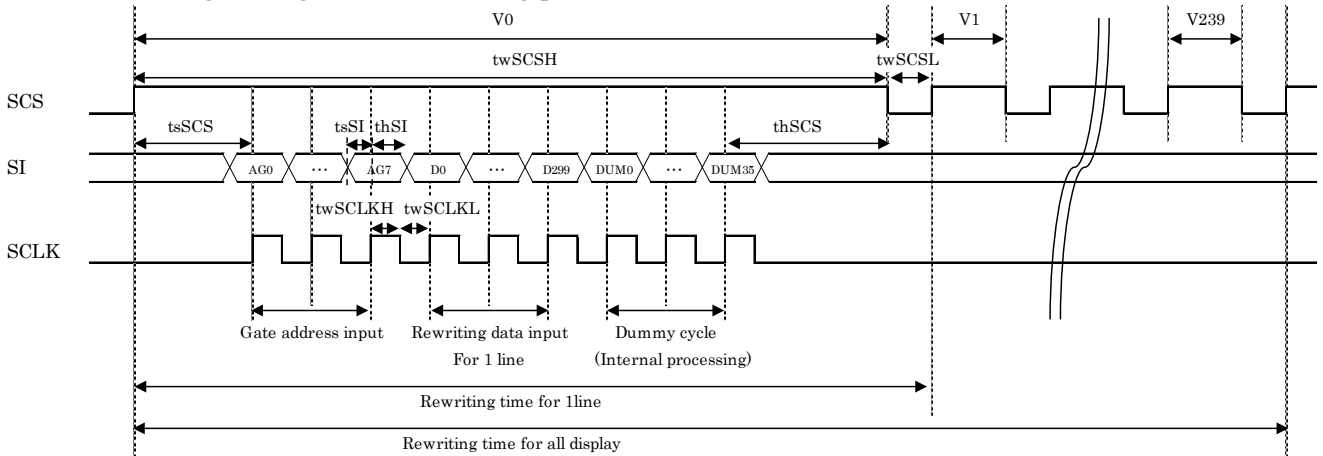 V0 V1 V239
twSCSH twSCSL
SCS
tsSCS tsSI thSI thSCS
SI AG0 … AG7 D0 … D299 DUM0 … DUM35
twSCLKH twSCLKL
SCLK
Gate address input Rewriting data input Dummy cycle
For 1 line (Internal processing)
Rewriting time for 1line
Rewriting time for all display